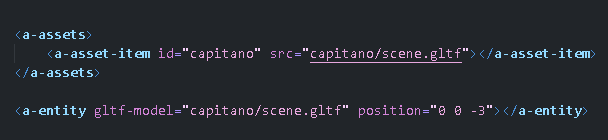 <a-assets>
<a-asset-item id="capitano" src="capitano/scene.gltf"></a-asset-item>
</a-assets>
<a-entity gltf-model="capitano/scene.gltf" position="0 0 -3"></a-entity>